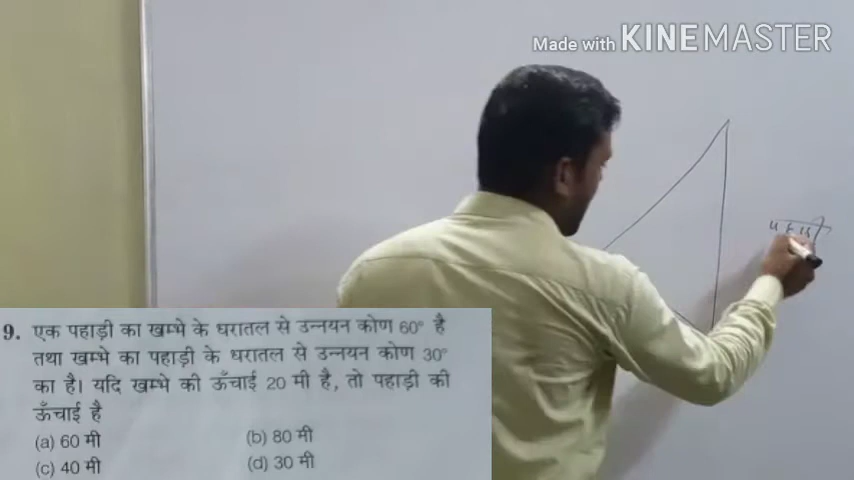 Made with KINEMASTER
पहाड़ी
9. एक पहाड़ी का खम्भे के धरातल से उन्नयन कोण 60° है
तथा खम्भे का पहाड़ी के धरातल से उन्नयन कोण 30°
का है। यदि खम्भे की ऊँचाई 20 मी है, तो पहाड़ी की
ऊँचाई है
(a) 60 मी (b) 80 मी
(c) 40 मी (d) 30 मी